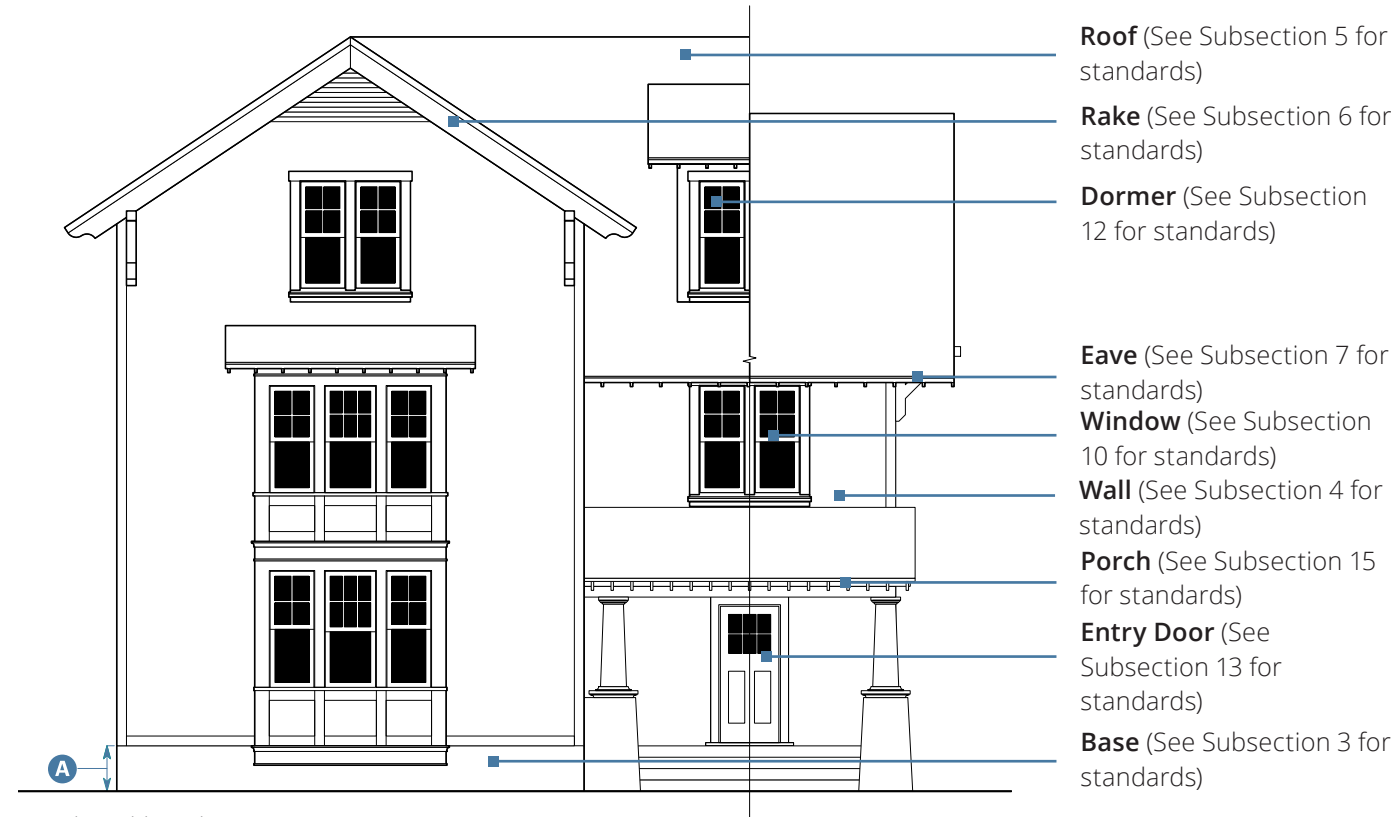 Roof (See Subsection 5 for
standards)
Rake (See Subsection 6 for
standards)
Dormer (See Subsection
12 for standards)
Eave (See Subsection 7 for
standards)
Window (See Subsection
10 for standards)
Wall (See Subsection 4 for
standards)
Porch (See Subsection 15
for standards)
Entry Door (See
Subsection 13 for
standards)
Base (See Subsection 3 for
standards)
A